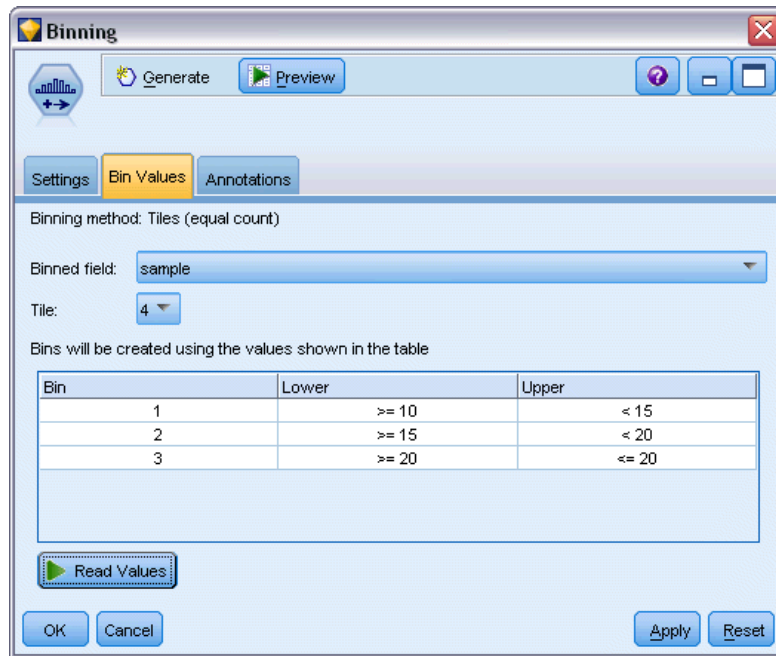 Binning
Generate Preview
Settings Bin Values Annotations
Binning method: Tiles (equal count)
Binned field: sample
Tile: 4
Bins will be created using the values shown in the table
Bin Lower Upper
1 >= 10 < 15
2 >= 15 < 20
3 >= 20 <= 20
Read Values
OK Cancel Apply Reset